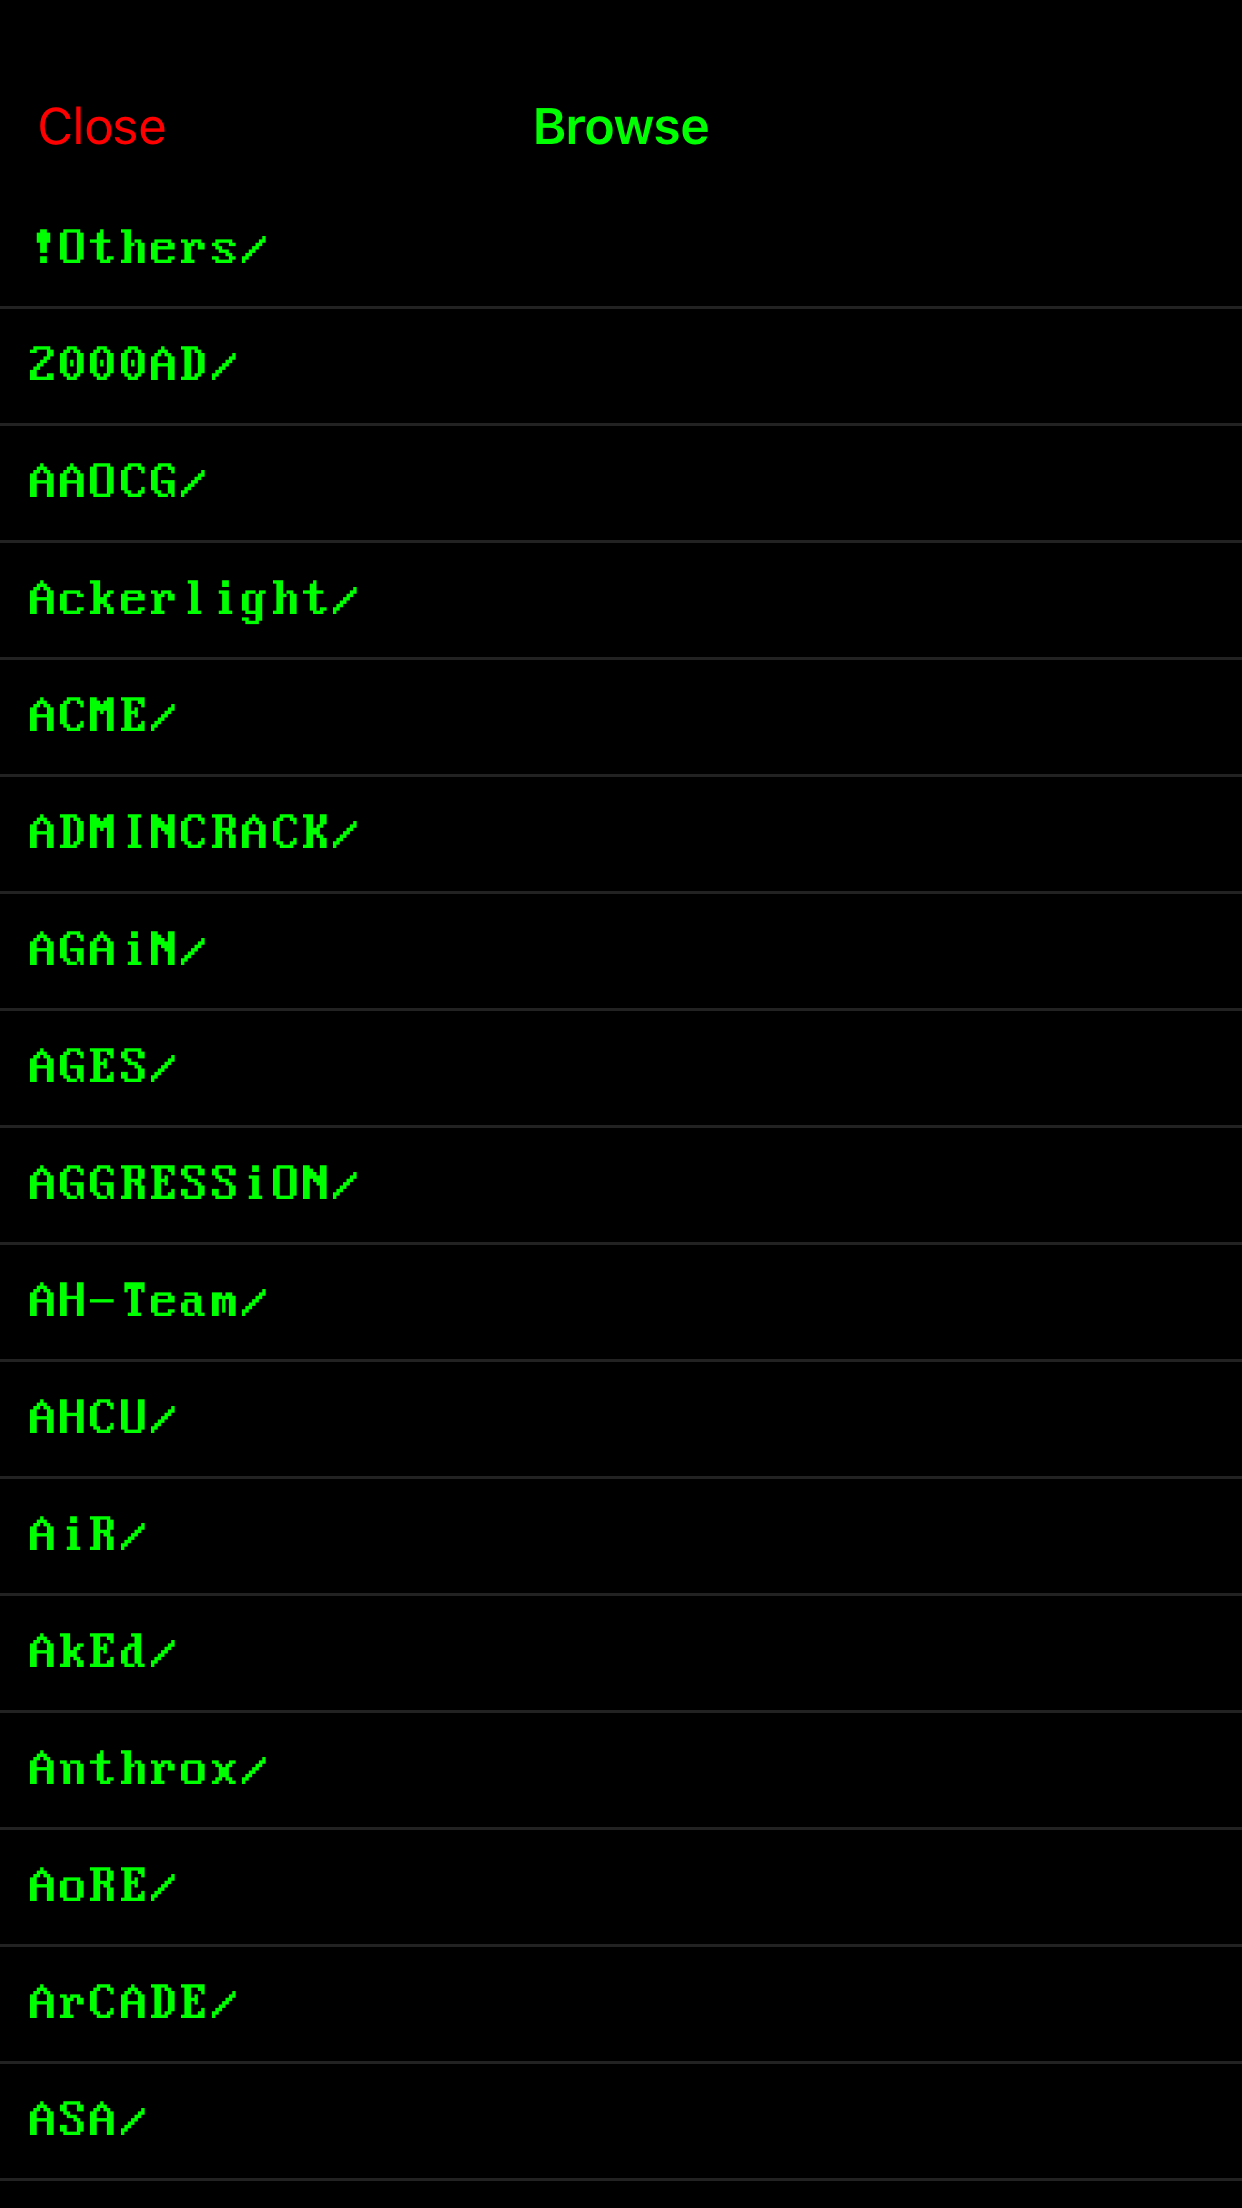 Close
Browse
!Others/
2000AD/
AAOCG/
Ackerlight/
ACME/
ADMINCRACK/
AGAiN/
AGES/
AGGRESSiON/
AH-Team/
AHCU/
AiR/
AkEd/
Anthrox/
AoRE/
ArCADE/
ASA/